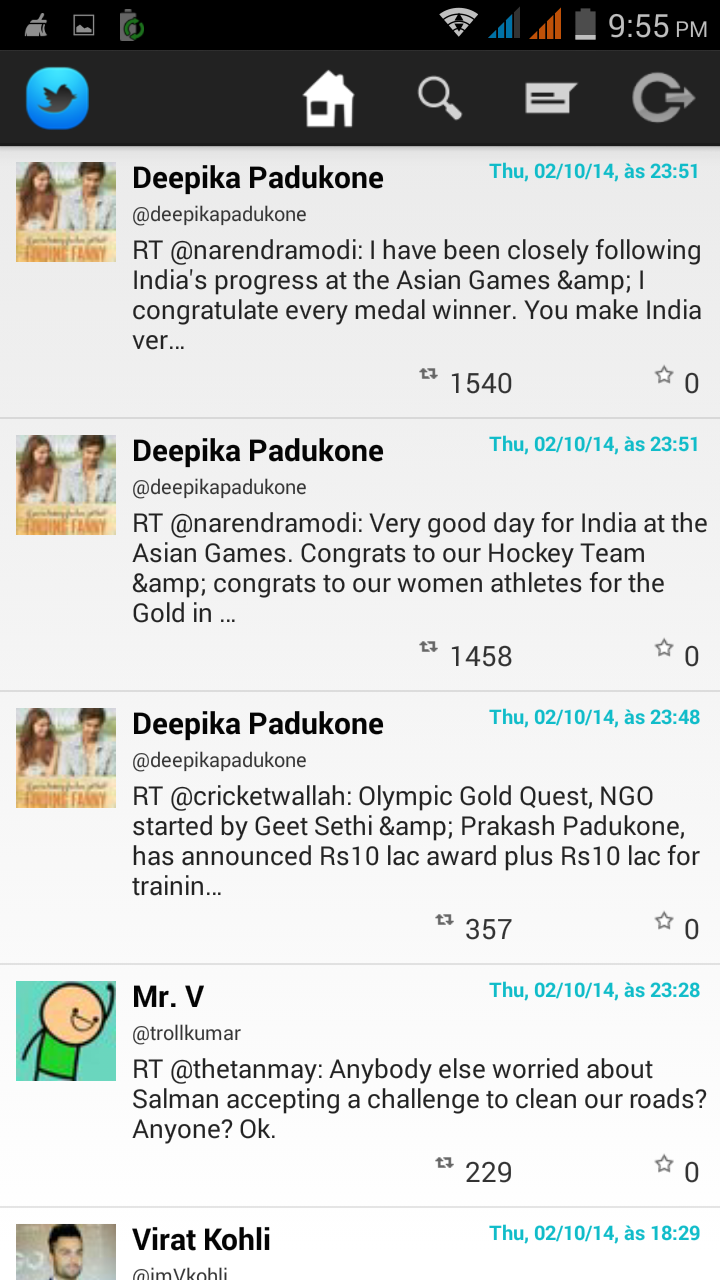 9:55 PM
Deepika Padukone
Thu, 02/10/14, às 23:51
@deepikapadukone
RT @narendramodi: I have been closely following
India's progress at the Asian Games &amp; I
congratulate every medal winner. You make India
ver...
1540
0
Deepika Padukone
Thu, 02/10/14, às 23:51
@deepikapadukone
RT @narendramodi: Very good day for India at the
Asian Games. Congrats to our Hockey Team
&amp; congrats to our women athletes for the
Gold in ...
1458
0
Deepika Padukone
Thu, 02/10/14, às 23:48
@deepikapadukone
RT @cricketwallah: Olympic Gold Quest, NGO
started by Geet Sethi &amp; Prakash Padukone,
has announced Rs10 lac award plus Rs10 lac for
trainin...
357
0
Mr. V
Thu, 02/10/14, às 23:28
@trollkumar
RT @thetanmay: Anybody else worried about
Salman accepting a challenge to clean our roads?
Anyone? Ok.
229
0
Virat Kohli
Thu, 02/10/14, às 18:29
@imVkohli
FINDING FANNY
FINDING FANNY
FINDING FANNY